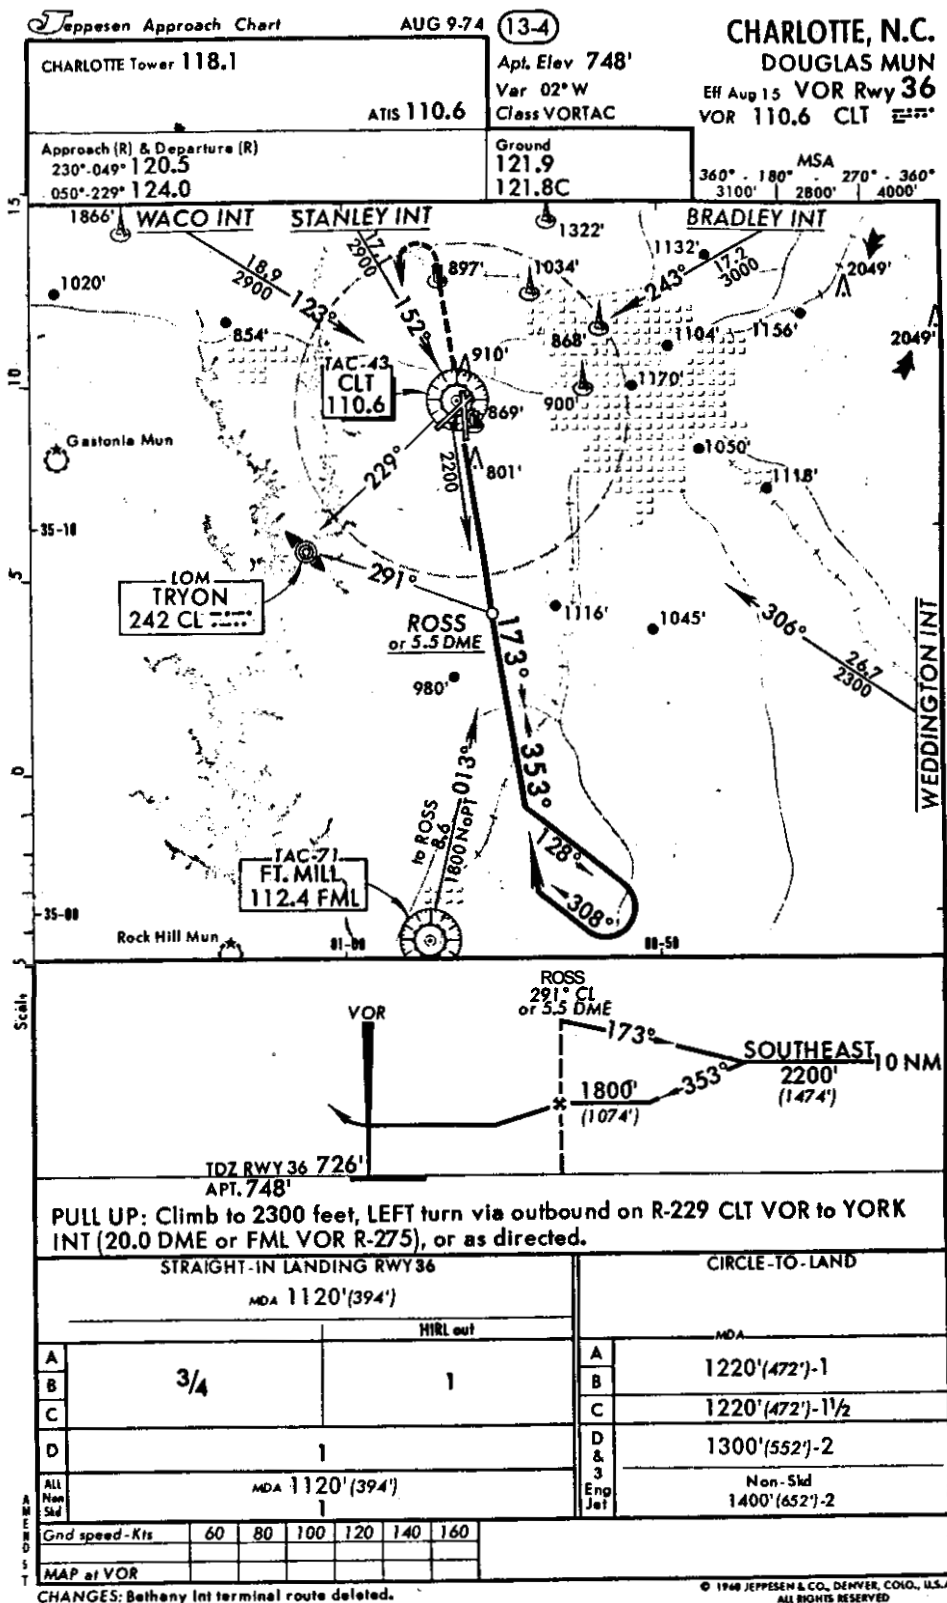 Jeppesen Approach Chart
AUG 9-74
13-4
CHARLOTTE, N.C.
DOUGLAS MUN
Eff Aug 15 VOR Rwy 36
VOR 110.6 CLT
CHARLOTTE Tower 118.1
ATIS 110.6
Apt. Elev 748'
Var 02° W
Class VORTAC
Approach (R) & Departure (R)
230°-049° 120.5
050°-229° 124.0
Ground
121.9
121.8C
MSA
360° - 180° - 270° - 360°
3100' 2800' 4000'
15
1866'
WACO INT
STANLEY INT
BRADLEY INT
1322'
1132'
17.1
2900
18.9
2900
17.2
3000
243°
2049'
1020'
897'
1034'
123°
152°
854'
868'
1104'
1156'
2049'
910'
TAC-43
CLT
110.6
10
1170'
900'
869'
Gastonia Mun
229°
2200
801'
1050'
1118'
35-10
5
291°
LOM
TRYON
242 CL
ROSS
or 5.5 DME
1116'
1045'
306°
26.7
2300
WEDDINGTON INT
173°
980'
353°
0
013°
to ROSS
8.6
1800 NoPT
128°
308°
TAC-71
FT. MILL
112.4 FML
35-00
Rock Hill Mun
81-00
80-50
5
Scale
ROSS
291° CL
or 5.5 DME
VOR
173°
SOUTHEAST 10 NM
2200'
(1474')
353°
1800'
(1074')
TDZ RWY 36 726'
APT. 748'
PULL UP: Climb to 2300 feet, LEFT turn via outbound on R-229 CLT VOR to YORK
INT (20.0 DME or FML VOR R-275), or as directed.
STRAIGHT-IN LANDING RWY 36
CIRCLE-TO-LAND
MDA 1120'(394')
HIRL out
MDA
A
B
C
3/4
1
A
B
1220'(472')-1
C
1220'(472')-1½
D
1
D
&
3
Eng
Jet
1300'(552')-2
All
Non
Skd
MDA 1120'(394')
1
Non-Skd
1400'(652')-2
AMEND 5
Gnd speed-Kts 60 80 100 120 140 160
MAP at VOR
CHANGES: Bethany Int terminal route deleted.
© 1968 JEPPESEN & CO., DENVER, COLO., U.S.A.
ALL RIGHTS RESERVED